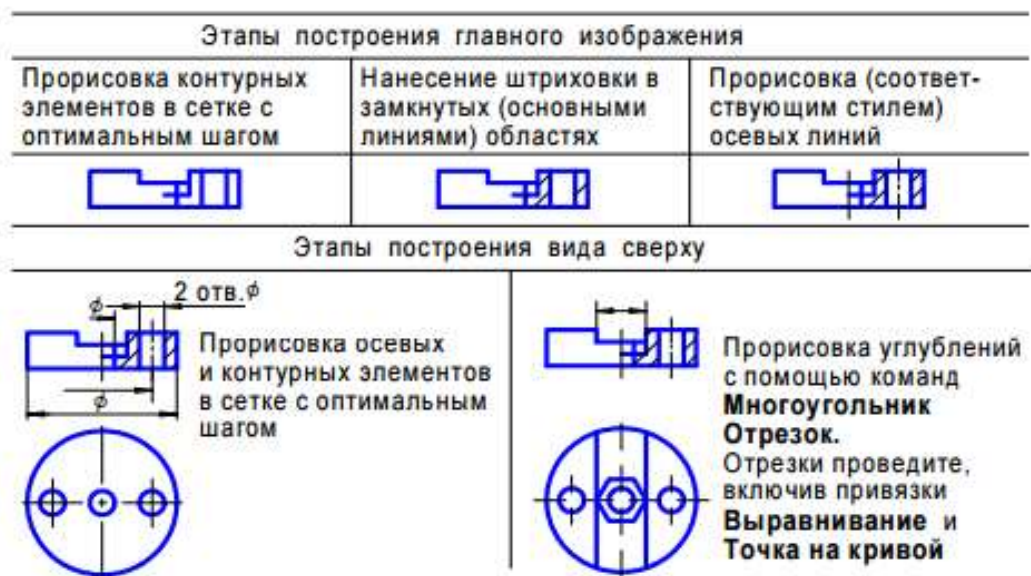 Этапы построения главного изображения
Прорисовка контурных
элементов в сетке с
оптимальным шагом
Нанесение штриховки в
замкнутых (основными
линиями) областях
Прорисовка (соответ-
ствующим стилем)
осевых линий
Этапы построения вида сверху
2 отв.⌀
⌀
⌀
Прорисовка осевых
и контурных элементов
в сетке с оптимальным
шагом
Прорисовка углублений
с помощью команд
Многоугольник
Отрезок.
Отрезки проведите,
включив привязки
Выравнивание и
Точка на кривой